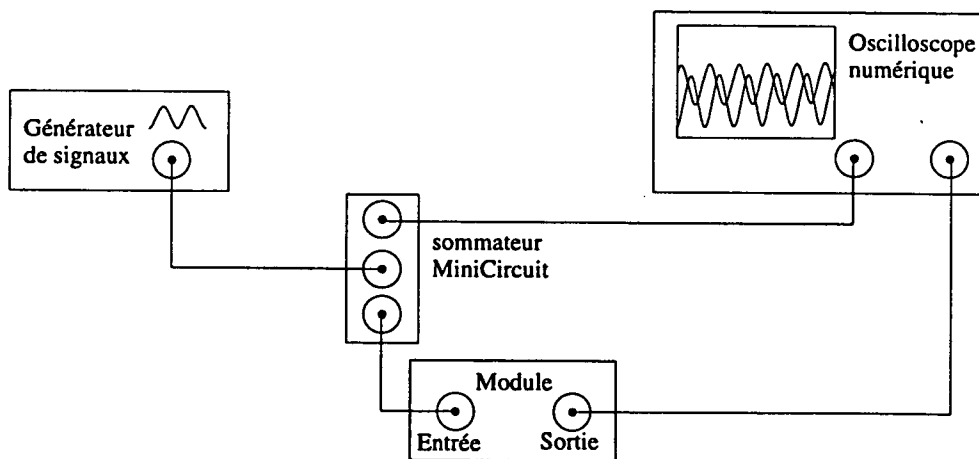 Oscilloscope
numérique
Générateur
de signaux
sommateur
MiniCircuit
Module
Entrée
Sortie